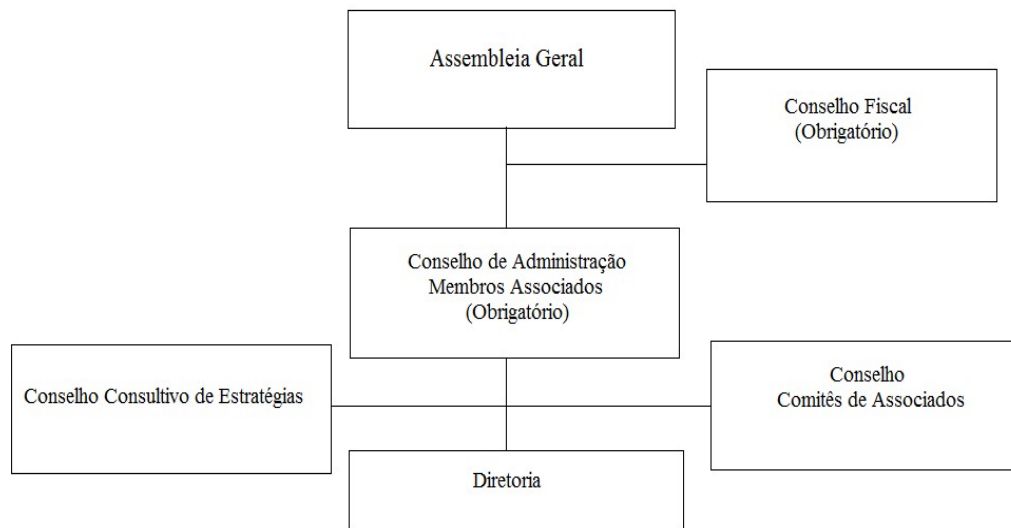 Assembleia Geral
Conselho Fiscal
(Obrigatório)
Conselho de Administração
Membros Associados
(Obrigatório)
Conselho Consultivo de Estratégias
Conselho
Comitês de Associados
Diretoria